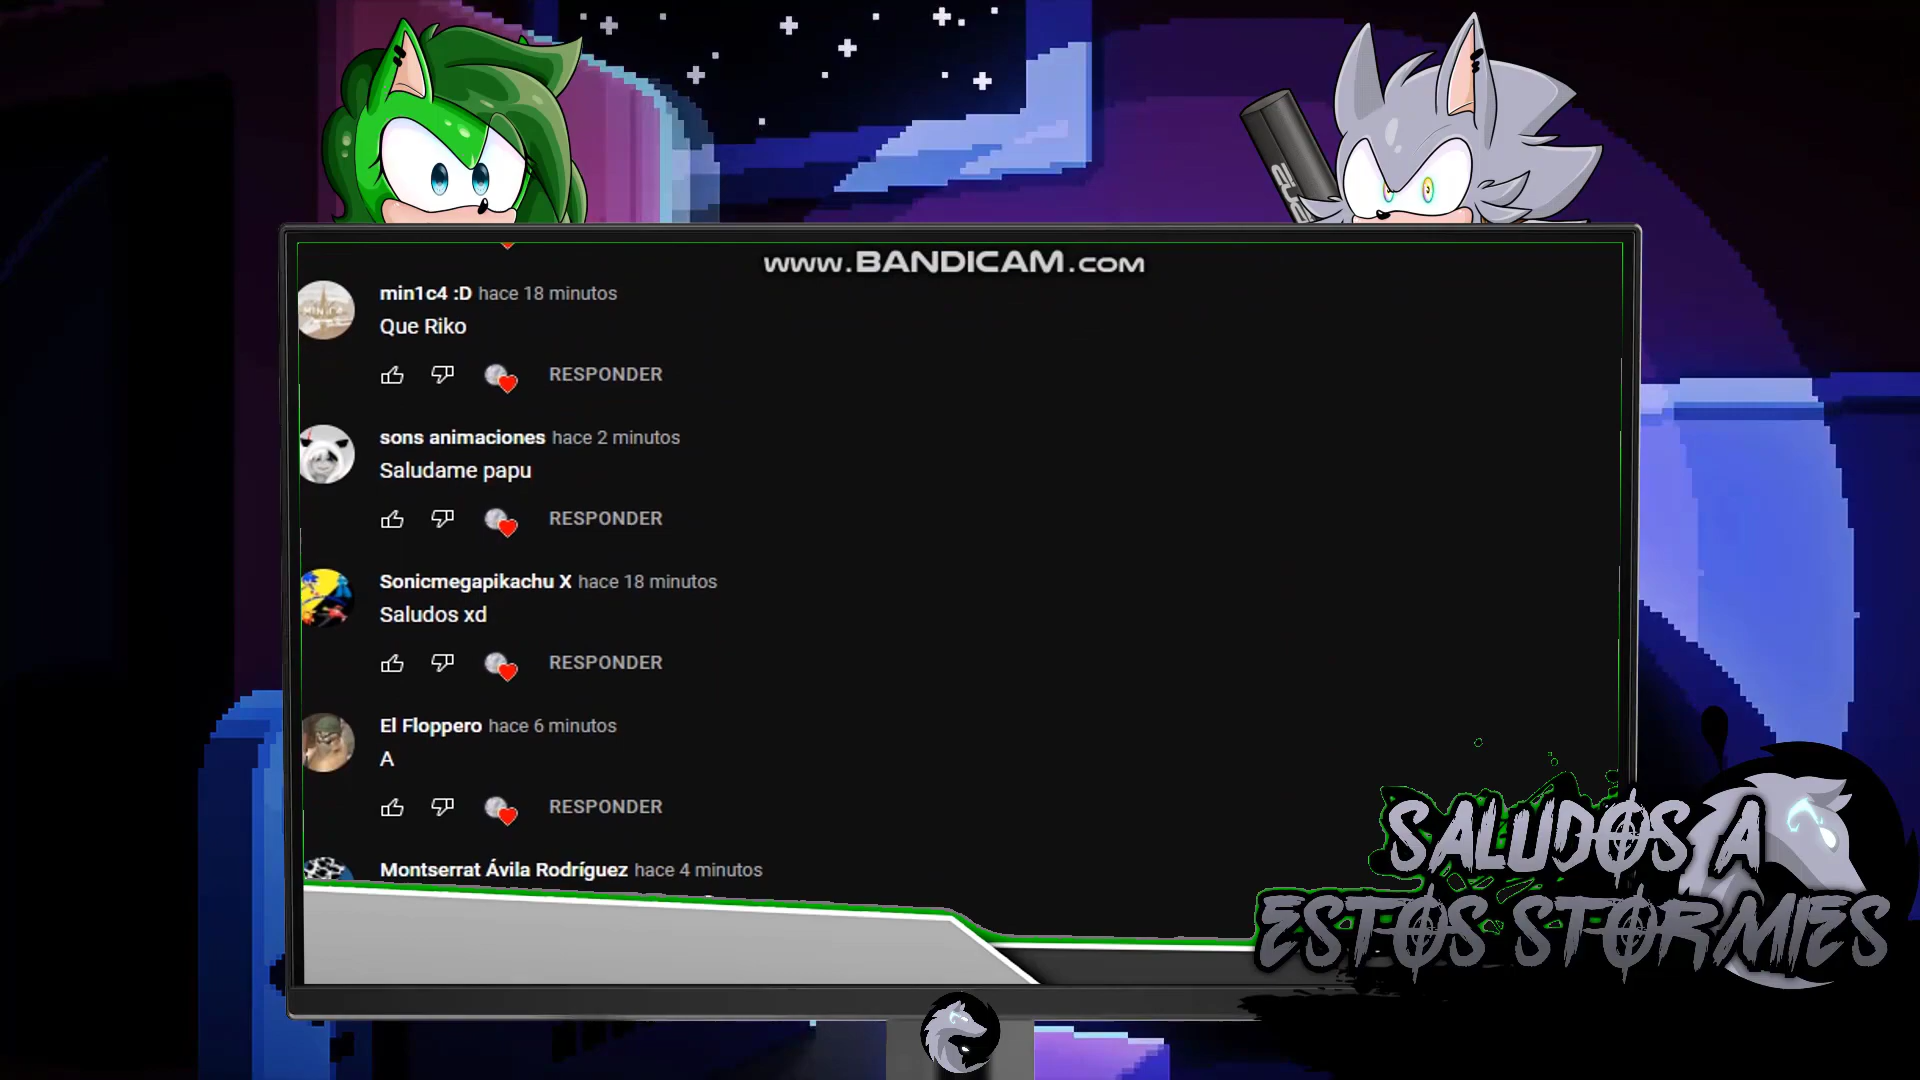 www.BANDICAM.com
min1c4 :D hace 18 minutos
Que Riko
RESPONDER
sons animaciones hace 2 minutos
Saludame papu
RESPONDER
Sonicmegapikachu X hace 18 minutos
Saludos xd
RESPONDER
El Floppero hace 6 minutos
A
RESPONDER
Montserrat Ávila Rodríguez hace 4 minutos
SALUDOS A
ESTOS STORMIES